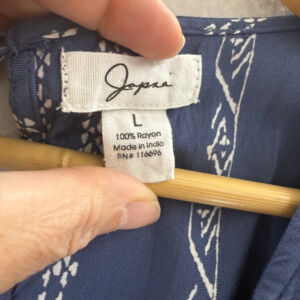 Japna
L
100% Rayon
Made in India
RN# 116696